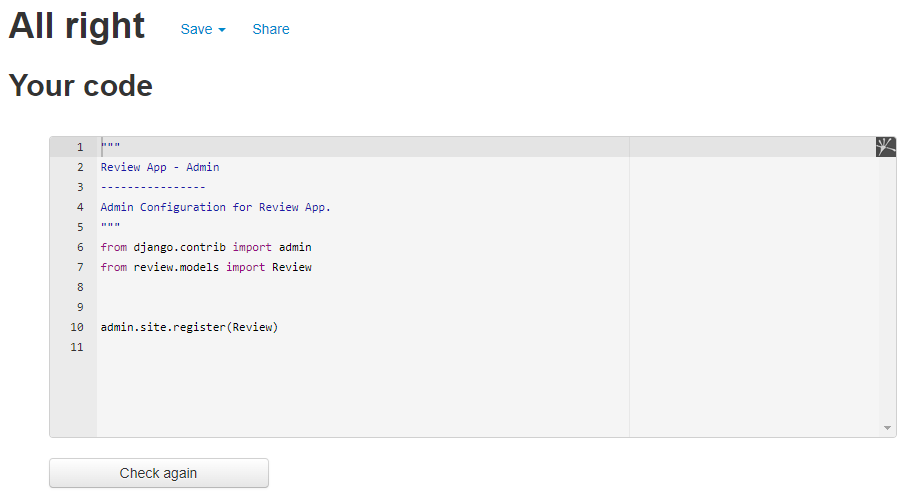 All right Save Share
Your code
1 """
2 Review App - Admin
3 ----------------
4 Admin Configuration for Review App.
5 """
6 from django.contrib import admin
7 from review.models import Review
8
9
10 admin.site.register(Review)
11
Check again